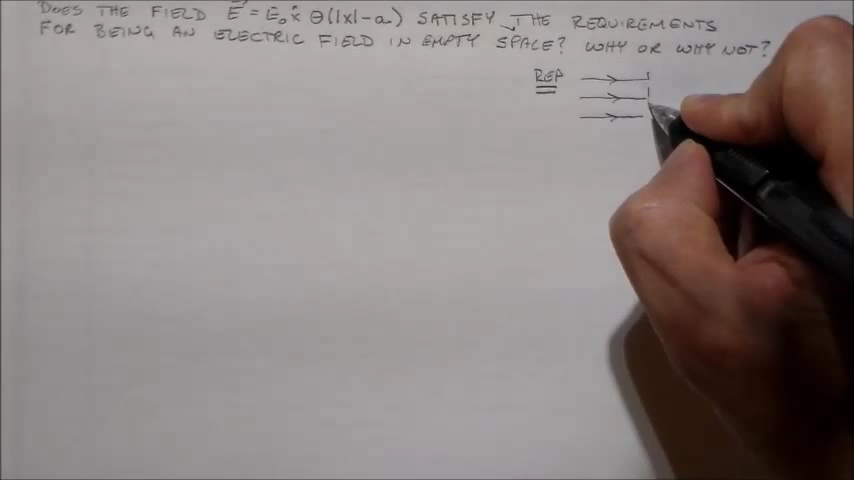 DOES THE FIELD E⃗ = E₀ x̂ θ(|x|-a) SATISFY THE REQUIREMENTS
FOR BEING AN ELECTRIC FIELD IN EMPTY SPACE? WHY OR WHY NOT?
REP